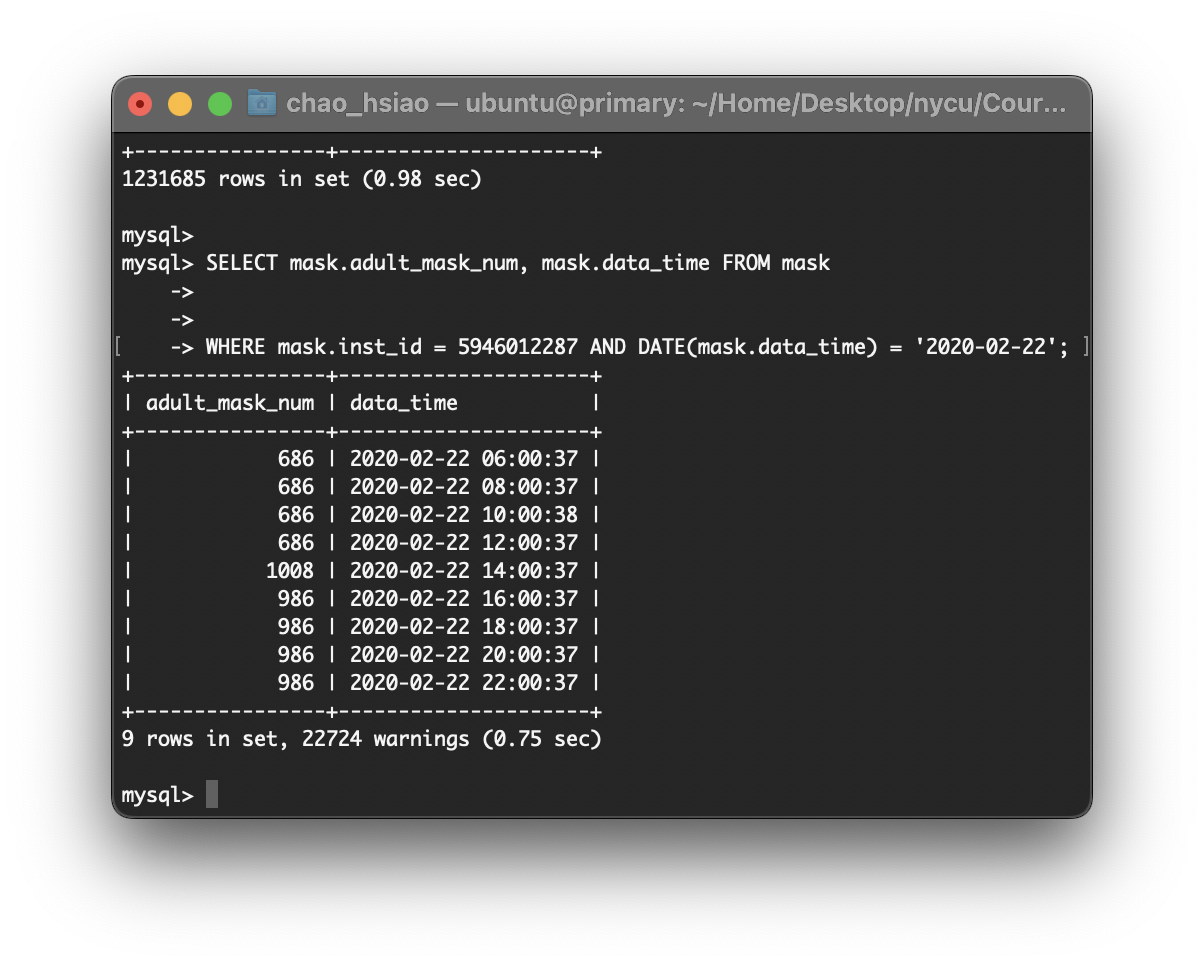 chao_hsiao — ubuntu@primary: ~/Home/Desktop/nycu/Cour...
+----------------+---------------------+
1231685 rows in set (0.98 sec)
mysql>
mysql> SELECT mask.adult_mask_num, mask.data_time FROM mask
    ->
    ->
[    -> WHERE mask.inst_id = 5946012287 AND DATE(mask.data_time) = '2020-02-22'; ]
+----------------+---------------------+
| adult_mask_num | data_time           |
+----------------+---------------------+
|            686 | 2020-02-22 06:00:37 |
|            686 | 2020-02-22 08:00:37 |
|            686 | 2020-02-22 10:00:38 |
|            686 | 2020-02-22 12:00:37 |
|           1008 | 2020-02-22 14:00:37 |
|            986 | 2020-02-22 16:00:37 |
|            986 | 2020-02-22 18:00:37 |
|            986 | 2020-02-22 20:00:37 |
|            986 | 2020-02-22 22:00:37 |
+----------------+---------------------+
9 rows in set, 22724 warnings (0.75 sec)
mysql>